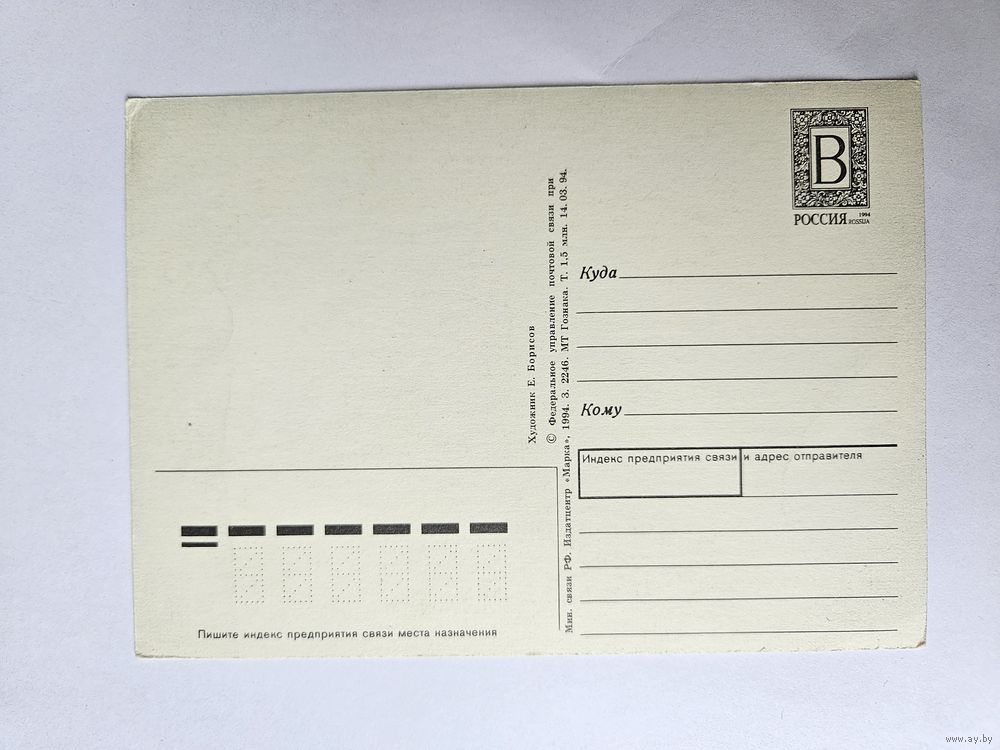 В
РОССИЯ 1994 ROSSIJA
Куда
Кому
Индекс предприятия связи и адрес отправителя
Художник Е. Борисов
© Федеральное управление почтовой связи при
Мин. связи РФ. Издатцентр «Марка», 1994. З. 2246. МТ Гознака. Т. 1,5 млн. 14. 03. 94.
Пишите индекс предприятия связи места назначения
www.ay.by